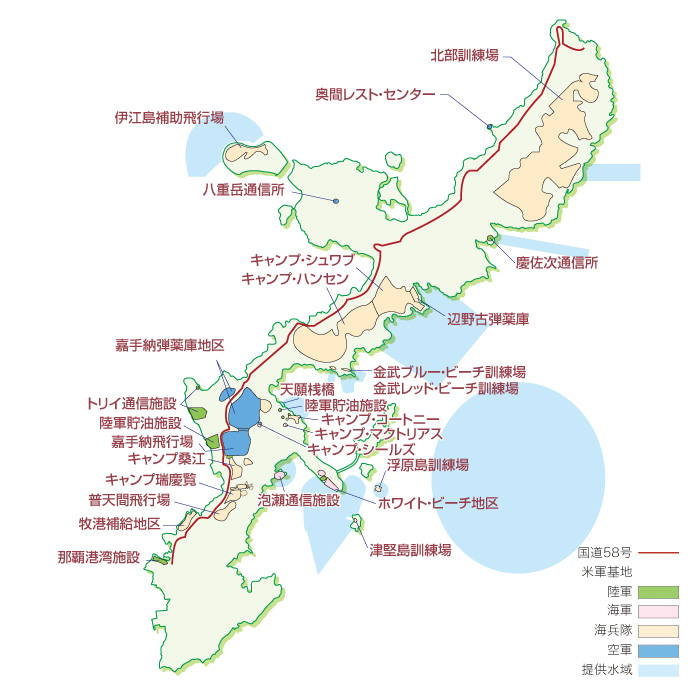 北部訓練場
奥間レスト・センター
伊江島補助飛行場
八重岳通信所
キャンプ・シュワブ
慶佐次通信所
キャンプ・ハンセン
辺野古弾薬庫
嘉手納弾薬庫地区
金武ブルー・ビーチ訓練場
天願桟橋
金武レッド・ビーチ訓練場
トリイ通信施設
陸軍貯油施設
陸軍貯油施設
キャンプ・コートニー
嘉手納飛行場
キャンプ・マクトリアス
キャンプ桑江
キャンプ・シールズ
浮原島訓練場
キャンプ瑞慶覧
普天間飛行場
泡瀬通信施設
ホワイト・ビーチ地区
牧港補給地区
津堅島訓練場
那覇港湾施設
国道58号
米軍基地
陸軍
海軍
海兵隊
空軍
提供水域